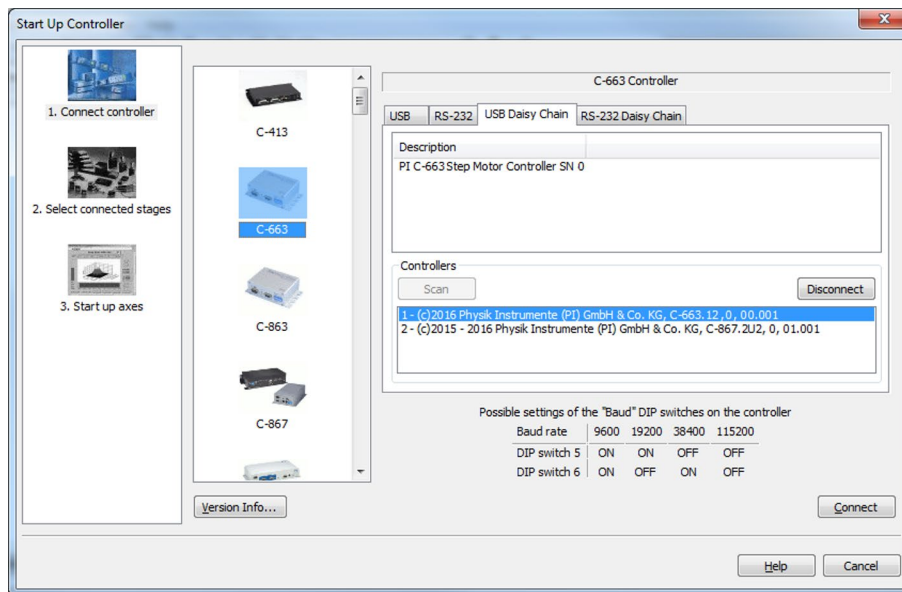 Start Up Controller
1. Connect controller
2. Select connected stages
3. Start up axes
C-413
C-663
C-863
C-867
Version Info...
C-663 Controller
USB RS-232 USB Daisy Chain RS-232 Daisy Chain
Description
PI C-663 Step Motor Controller SN 0
Controllers
Scan Disconnect
1 - (c)2016 Physik Instrumente (PI) GmbH & Co. KG, C-663.12,0, 00.001
2 - (c)2015 - 2016 Physik Instrumente (PI) GmbH & Co. KG, C-867.2U2, 0, 01.001
Possible settings of the "Baud" DIP switches on the controller
Baud rate 9600 19200 38400 115200
DIP switch 5 ON ON OFF OFF
DIP switch 6 ON OFF ON OFF
Connect
Help Cancel